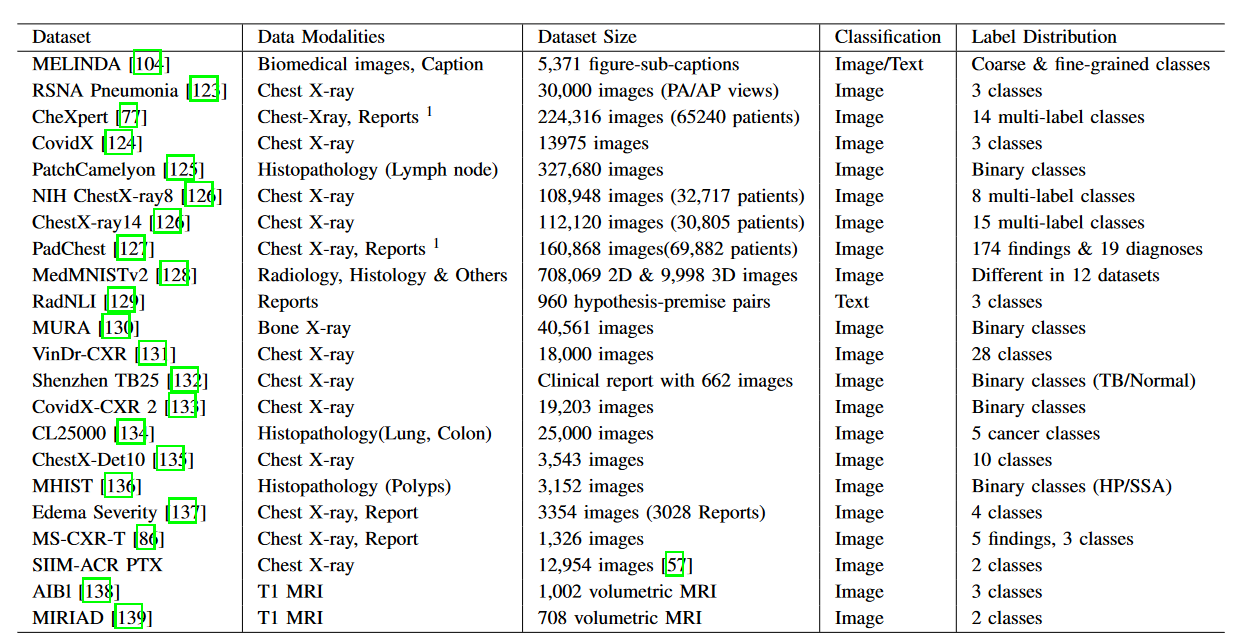 Dataset Data Modalities Dataset Size Classification Label Distribution
MELINDA [104] Biomedical images, Caption 5,371 figure-sub-captions Image/Text Coarse & fine-grained classes
RSNA Pneumonia [123] Chest X-ray 30,000 images (PA/AP views) Image 3 classes
CheXpert [77] Chest-Xray, Reports 1 224,316 images (65240 patients) Image 14 multi-label classes
CovidX [124] Chest X-ray 13975 images Image 3 classes
PatchCamelyon [125] Histopathology (Lymph node) 327,680 images Image Binary classes
NIH ChestX-ray8 [126] Chest X-ray 108,948 images (32,717 patients) Image 8 multi-label classes
ChestX-ray14 [126] Chest X-ray 112,120 images (30,805 patients) Image 15 multi-label classes
PadChest [127] Chest X-ray, Reports 1 160,868 images(69,882 patients) Image 174 findings & 19 diagnoses
MedMNISTv2 [128] Radiology, Histology & Others 708,069 2D & 9,998 3D images Image Different in 12 datasets
RadNLI [129] Reports 960 hypothesis-premise pairs Text 3 classes
MURA [130] Bone X-ray 40,561 images Image Binary classes
VinDr-CXR [131] Chest X-ray 18,000 images Image 28 classes
Shenzhen TB25 [132] Chest X-ray Clinical report with 662 images Image Binary classes (TB/Normal)
CovidX-CXR 2 [133] Chest X-ray 19,203 images Image Binary classes
CL25000 [134] Histopathology(Lung, Colon) 25,000 images Image 5 cancer classes
ChestX-Det10 [135] Chest X-ray 3,543 images Image 10 classes
MHIST [136] Histopathology (Polyps) 3,152 images Image Binary classes (HP/SSA)
Edema Severity [137] Chest X-ray, Report 3354 images (3028 Reports) Image 4 classes
MS-CXR-T [86] Chest X-ray, Report 1,326 images Image 5 findings, 3 classes
SIIM-ACR PTX Chest X-ray 12,954 images [57] Image 2 classes
AIBl [138] T1 MRI 1,002 volumetric MRI Image 3 classes
MIRIAD [139] T1 MRI 708 volumetric MRI Image 2 classes